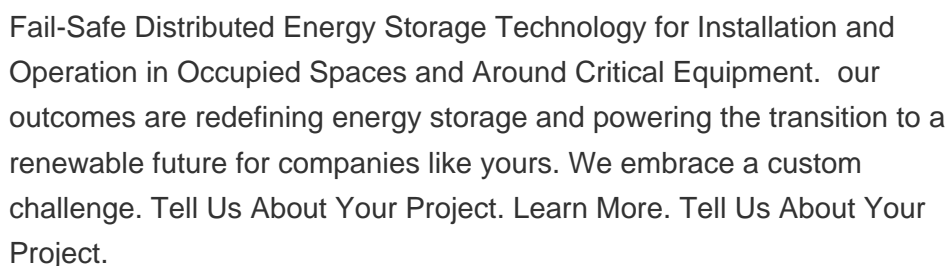 Fail-Safe Distributed Energy Storage Technology for Installation and
Operation in Occupied Spaces and Around Critical Equipment.  our
outcomes are redefining energy storage and powering the transition to a
renewable future for companies like yours. We embrace a custom
challenge. Tell Us About Your Project. Learn More. Tell Us About Your
Project.